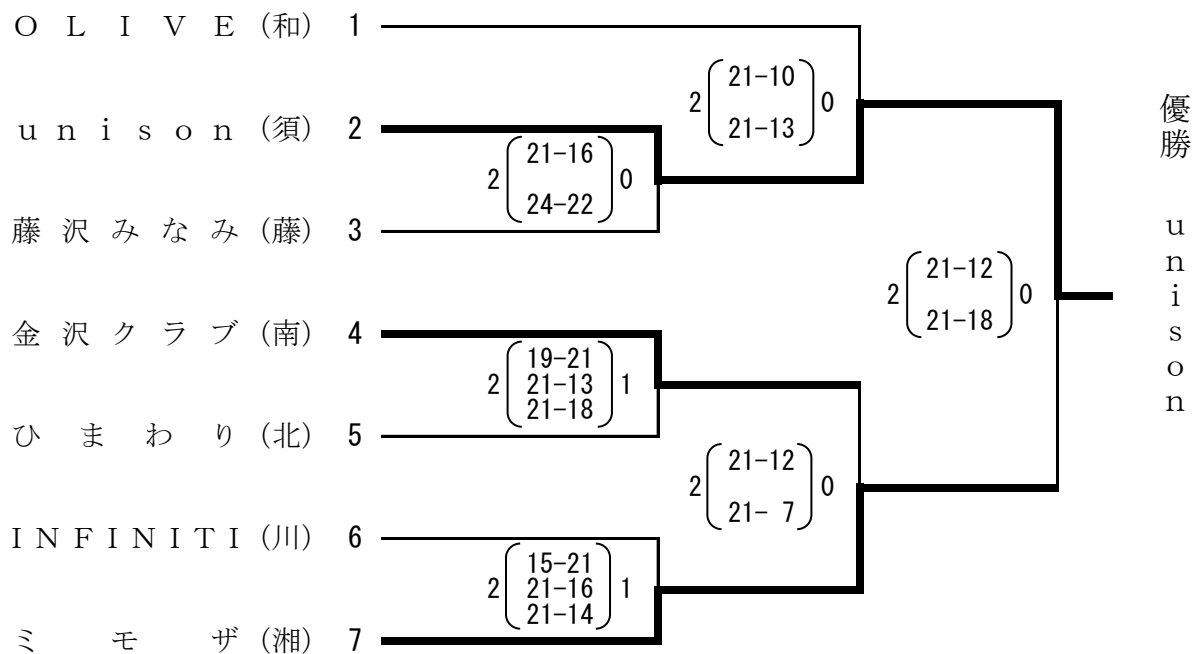 ＯＬＩＶＥ（和） 1
ｕｎｉｓｏｎ（須） 2
藤沢みなみ（藤） 3
金沢クラブ（南） 4
ひまわり（北） 5
ＩＮＦＩＮＩＴＩ（川） 6
ミモザ（湘） 7
2 21-16 0
24-22
2 19-21 1
21-13
21-18
2 15-21 1
21-16
21-14
2 21-10 0
21-13
2 21-12 0
21- 7
2 21-12 0
21-18
優勝　ｕｎｉｓｏｎ